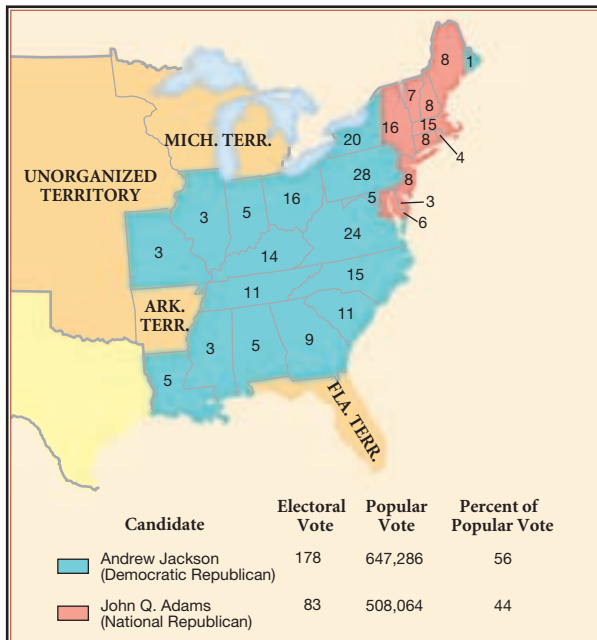 8
1
7
8
16
15
8
4
MICH. TERR.
20
UNORGANIZED
TERRITORY
28
8
5
3
6
16
5
3
24
3
14
15
11
ARK.
TERR.
11
9
5
3
5
FLA. TERR.
Electoral Popular Percent of
Candidate Vote Vote Popular Vote
Andrew Jackson 178 647,286 56
(Democratic Republican)
John Q. Adams 83 508,064 44
(National Republican)